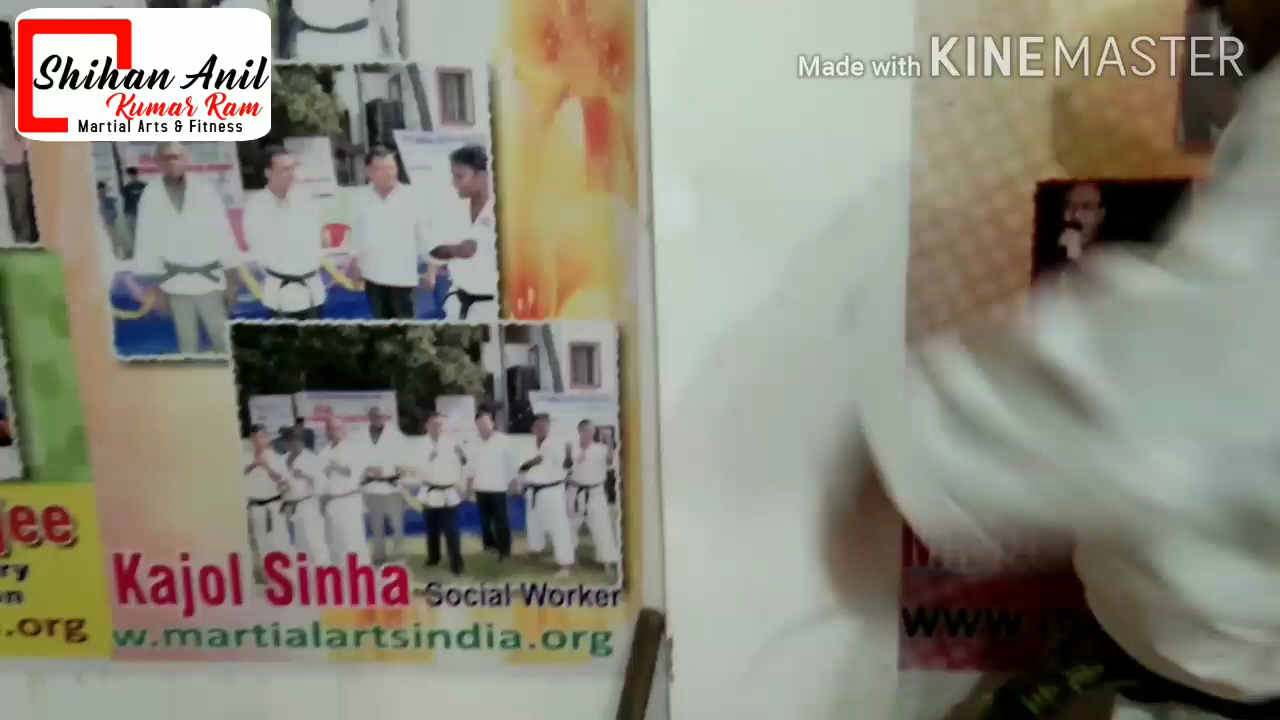 Shihan Anil
Kumar Ram
Martial Arts & Fitness
Made with KINEMASTER
jee
ry
n
.org
Kajol Sinha Social Worker
w.martialartsindia.org
www